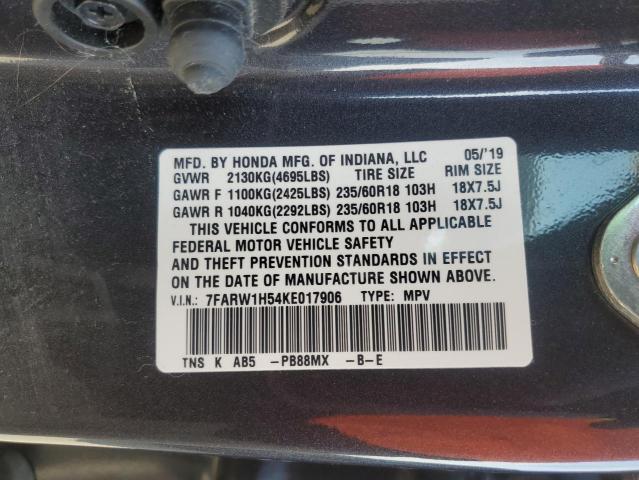 MFD. BY HONDA MFG. OF INDIANA, LLC 05/'19
GVWR 2130KG(4695LBS) TIRE SIZE RIM SIZE
GAWR F 1100KG(2425LBS) 235/60R18 103H 18X7.5J
GAWR R 1040KG(2292LBS) 235/60R18 103H 18X7.5J
THIS VEHICLE CONFORMS TO ALL APPLICABLE
FEDERAL MOTOR VEHICLE SAFETY
AND THEFT PREVENTION STANDARDS IN EFFECT
ON THE DATE OF MANUFACTURE SHOWN ABOVE.
V.I.N.: 7FARW1H54KE017906 TYPE: MPV
TNS K AB5 -PB88MX -B-E